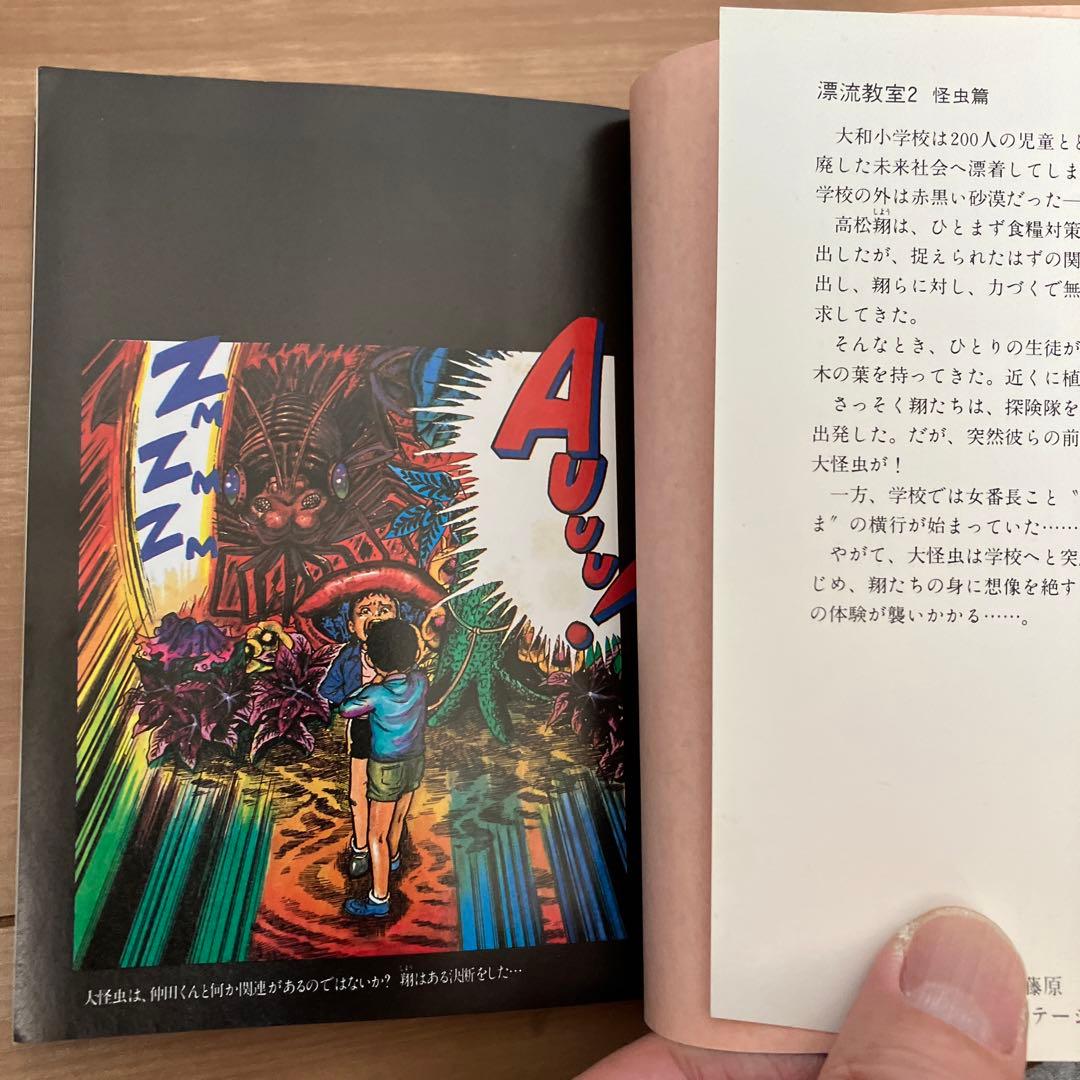 ZM
ZM
ZM
AUUUU!
大怪虫は、仲田くんと何か関連があるのではないか？ 翔はある決断をした…
しよう
漂流教室2 怪虫篇
大和小学校は200人の児童とと
廃した未来社会へ漂着してしま
学校の外は赤黒い砂漠だった—
しよう
高松翔は、ひとまず食糧対策
出したが、捉えられたはずの関
出し、翔らに対し、力づくで無
求してきた。
そんなとき、ひとりの生徒が
木の葉を持ってきた。近くに植
さっそく翔たちは、探険隊を
出発した。だが、突然彼らの前
大怪虫が！
一方、学校では女番長こと〝
ま〟の横行が始まっていた……
やがて、大怪虫は学校へと突
じめ、翔たちの身に想像を絶す
の体験が襲いかかる……。
藤原
テー